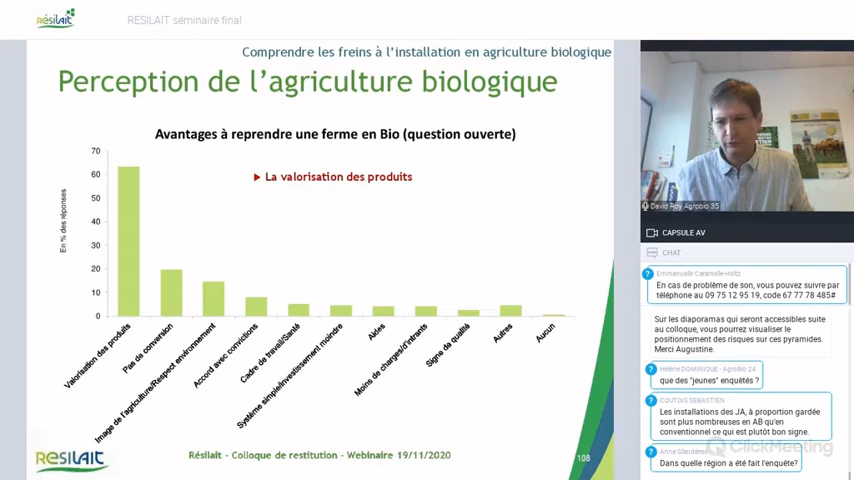 résilait
RESILAIT séminaire final
Comprendre les freins à l'installation en agriculture biologique
Perception de l'agriculture biologique
Avantages à reprendre une ferme en Bio (question ouverte)
La valorisation des produits
En % des réponses
70
60
50
40
30
20
10
0
Valorisation des produits
Pas de conversion
Image de l'agriculture/Respect environnement
Accord avec convictions
Cadre de travail/Santé
Système simple/investissement moindre
Aides
Moins de charges/d'intrants
Signe de qualité
Autres
Aucun
RESILAIT
Résilait - Colloque de restitution - Webinaire 19/11/2020
108
David Roy Agrobio 35
CAPSULE AV
CHAT
Emmanuelle Caramelle-Holtz
En cas de problème de son, vous pouvez suivre par
téléphone au 09 75 12 95 19, code 67 77 78 485#
Sur les diaporamas qui seront accessibles suite
au colloque, vous pourrez visualiser le
positionnement des risques sur ces pyramides.
Merci Augustine.
Hélène DOMINIQUE - AgroBio 24
que des "jeunes" enquêtés ?
COUTOIS SEBASTIEN
Les installations des JA, à proportion gardée
sont plus nombreuses en AB qu'en
conventionnel ce qui est plutôt bon signe.
ClickMeeting
Anne Glandières
Dans quelle région a été fait l'enquête?